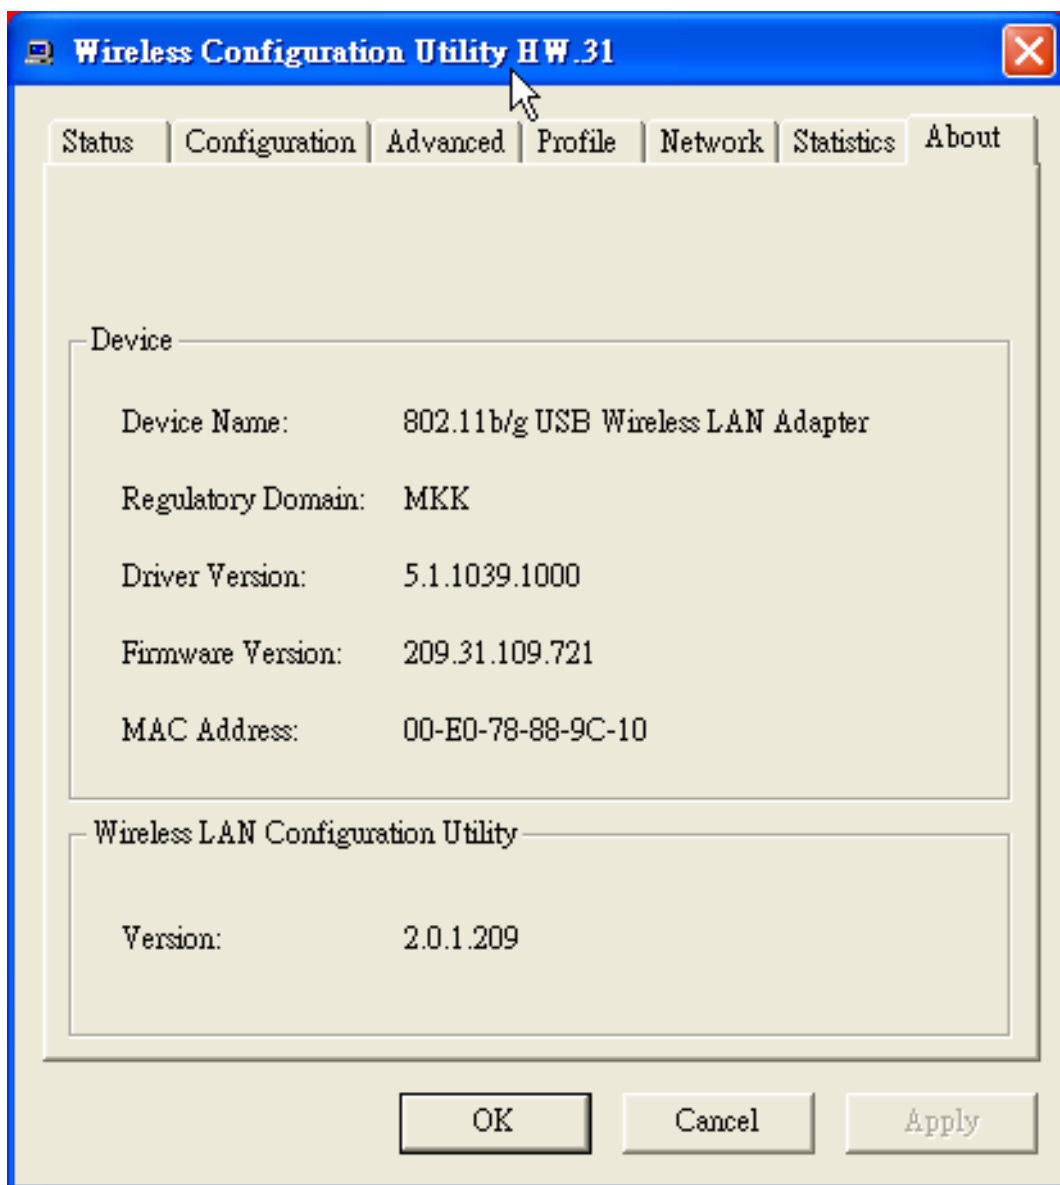 Wireless Configuration Utility HW.31
Status Configuration Advanced Profile Network Statistics About
Device
Device Name: 802.11b/g USB Wireless LAN Adapter
Regulatory Domain: MKK
Driver Version: 5.1.1039.1000
Firmware Version: 209.31.109.721
MAC Address: 00-E0-78-88-9C-10
Wireless LAN Configuration Utility
Version: 2.0.1.209
OK Cancel Apply